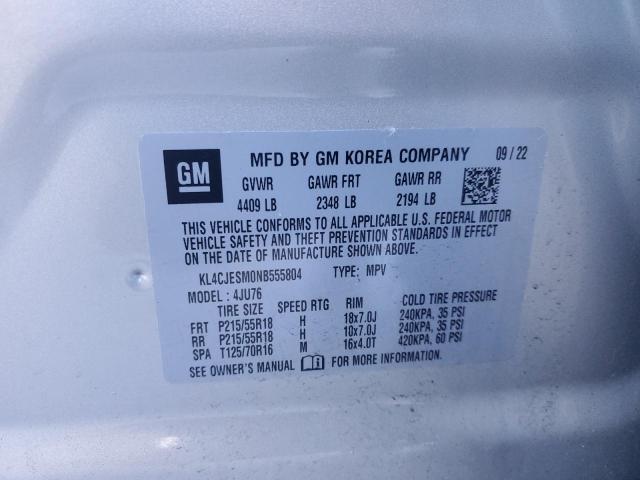 GM MFD BY GM KOREA COMPANY 09 / 22
GVWR GAWR FRT GAWR RR
4409 LB 2348 LB 2194 LB
THIS VEHICLE CONFORMS TO ALL APPLICABLE U.S. FEDERAL MOTOR
VEHICLE SAFETY AND THEFT PREVENTION STANDARDS IN EFFECT
ON THE DATE OF MANUFACTURE SHOWN ABOVE.
KL4CJESM0NB555804 TYPE: MPV
MODEL: 4JU76
TIRE SIZE SPEED RTG RIM COLD TIRE PRESSURE
FRT P215/55R18 H 18x7.0J 240KPA, 35 PSI
RR P215/55R18 H 10x7.0J 240KPA, 35 PSI
SPA T125/70R16 M 16x4.0T 420KPA, 60 PSI
SEE OWNER'S MANUAL FOR MORE INFORMATION.